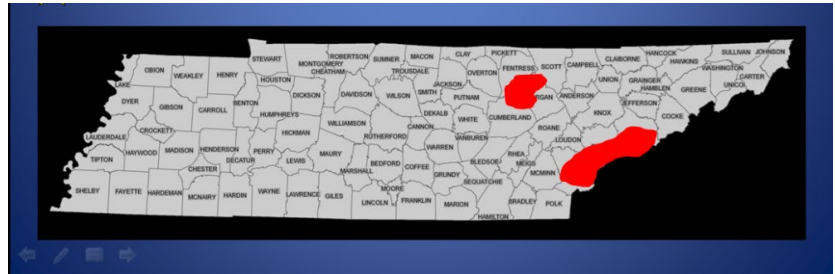 STEWART
MONTGOMERY
ROBERTSON
SUMNER
MACON
CLAY
PICKETT
FENTRESS
SCOTT
CAMPBELL
CLAIBORNE
HANCOCK
HAWKINS
SULLIVAN
JOHNSON
LAKE
OBION
WEAKLEY
HENRY
HOUSTON
CHEATHAM
TROUSDALE
JACKSON
OVERTON
UNION
GRAINGER
HAMBLEN
WASHINGTON
GREENE
UNICOI
CARTER
DYER
GIBSON
CARROLL
BENTON
HUMPHREYS
DICKSON
DAVIDSON
WILSON
SMITH
PUTNAM
RGAN
ANDERSON
KNOX
JEFFERSON
COCKE
LAUDERDALE
CROCKETT
HAYWOOD
MADISON
HENDERSON
DECATUR
PERRY
HICKMAN
LEWIS
WILLIAMSON
MAURY
RUTHERFORD
CANNON
DEKALB
WHITE
VANBUREN
CUMBERLAND
ROANE
LOUDON
TIPTON
CHESTER
MARSHALL
BEDFORD
COFFEE
WARREN
GRUNDY
SEQUATCHIE
BLEDSOE
RHEA
MEIGS
MCMINN
SHELBY
FAYETTE
HARDEMAN
MCNAIRY
HARDIN
WAYNE
LAWRENCE
GILES
LINCOLN
MOORE
FRANKLIN
MARION
HAMILTON
BRADLEY
POLK